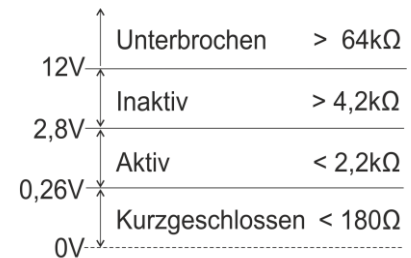 Unterbrochen > 64kΩ
12V
Inaktiv > 4,2kΩ
2,8V
Aktiv < 2,2kΩ
0,26V
Kurzgeschlossen < 180Ω
0V